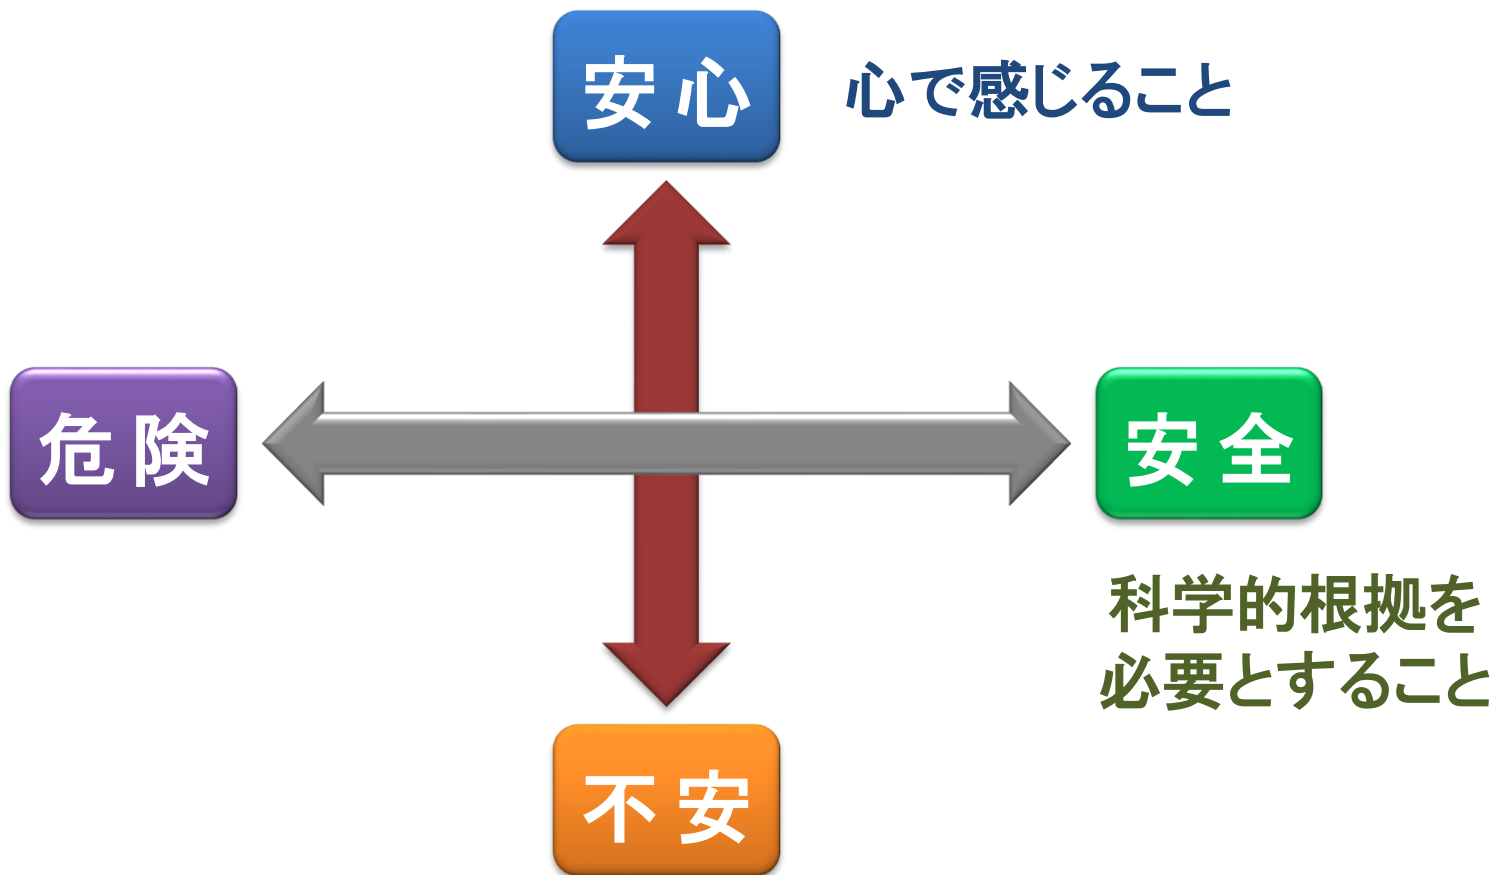 安心
心で感じること
危険
安全
科学的根拠を
必要とすること
不安